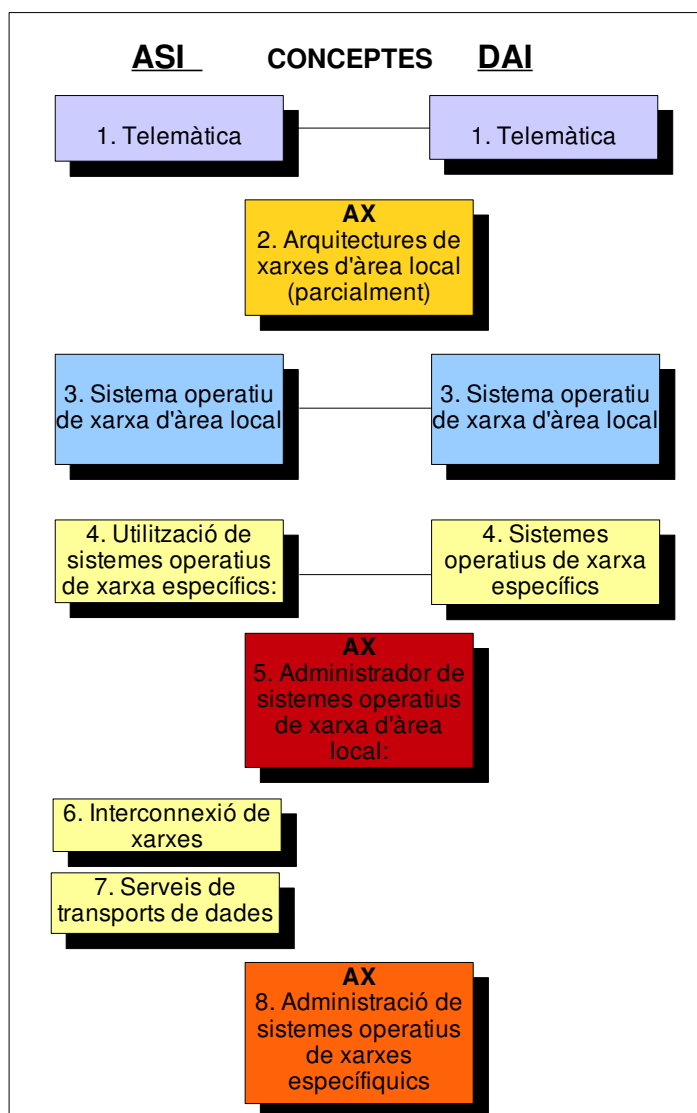 ASI CONCEPTES DAI
1. Telemàtica
1. Telemàtica
AX
2. Arquitectures de
xarxes d'àrea local
(parcialment)
3. Sistema operatiu
de xarxa d'àrea local
3. Sistema operatiu
de xarxa d'àrea local
4. Utilització de
sistemes operatius
de xarxa específics:
4. Sistemes
operatius de xarxa
específics
AX
5. Administrador de
sistemes operatius
de xarxa d'àrea
local:
6. Interconnexió de
xarxes
7. Serveis de
transports de dades
AX
8. Administració de
sistemes operatius
de xarxes
específiquics